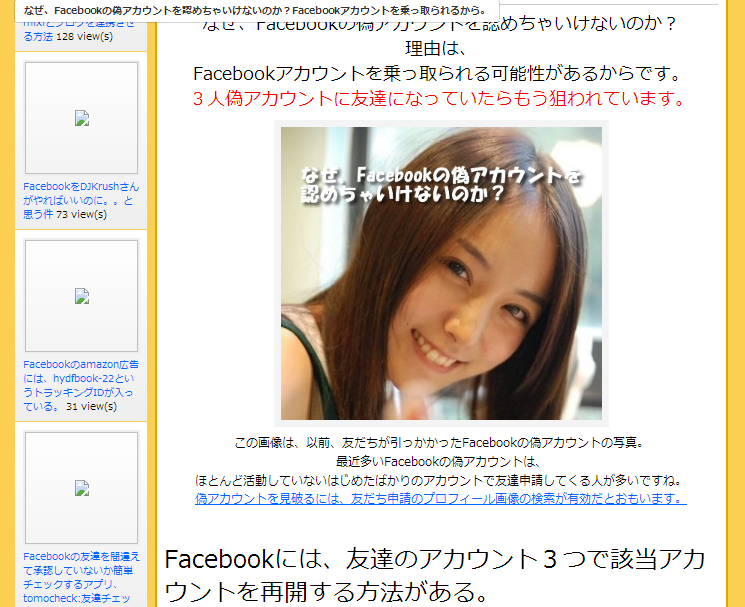 なぜ、Facebookの偽アカウントを認めちゃいけないのか？Facebookアカウントを乗っ取られるから。
mixiとブログを連携させ
る方法 128 view(s)
FacebookをDJKrushさん
がやればいいのに。。と
思う件 73 view(s)
Facebookのamazon広告
には、hydfbook-22とい
うトラッキングIDが入っ
ている。 31 view(s)
Facebookの友達を間違え
て承認していないか簡単
チェックするアプリ、
tomocheck:友達チェッ
なぜ、Facebookの偽アカウントを認めちゃいけないのか？
理由は、
Facebookアカウントを乗っ取られる可能性があるからです。
３人偽アカウントに友達になっていたらもう狙われています。
なぜ、Facebookの偽アカウントを
認めちゃいけないのか？
この画像は、以前、友だちが引っかかったFacebookの偽アカウントの写真。
最近多いFacebookの偽アカウントは、
ほとんど活動していないはじめたばかりのアカウントで友達申請してくる人が多いですね。
偽アカウントを見破るには、友だち申請のプロフィール画像の検索が有効だとおもいます。
Facebookには、友達のアカウント３つで該当アカ
ウントを再開する方法がある。